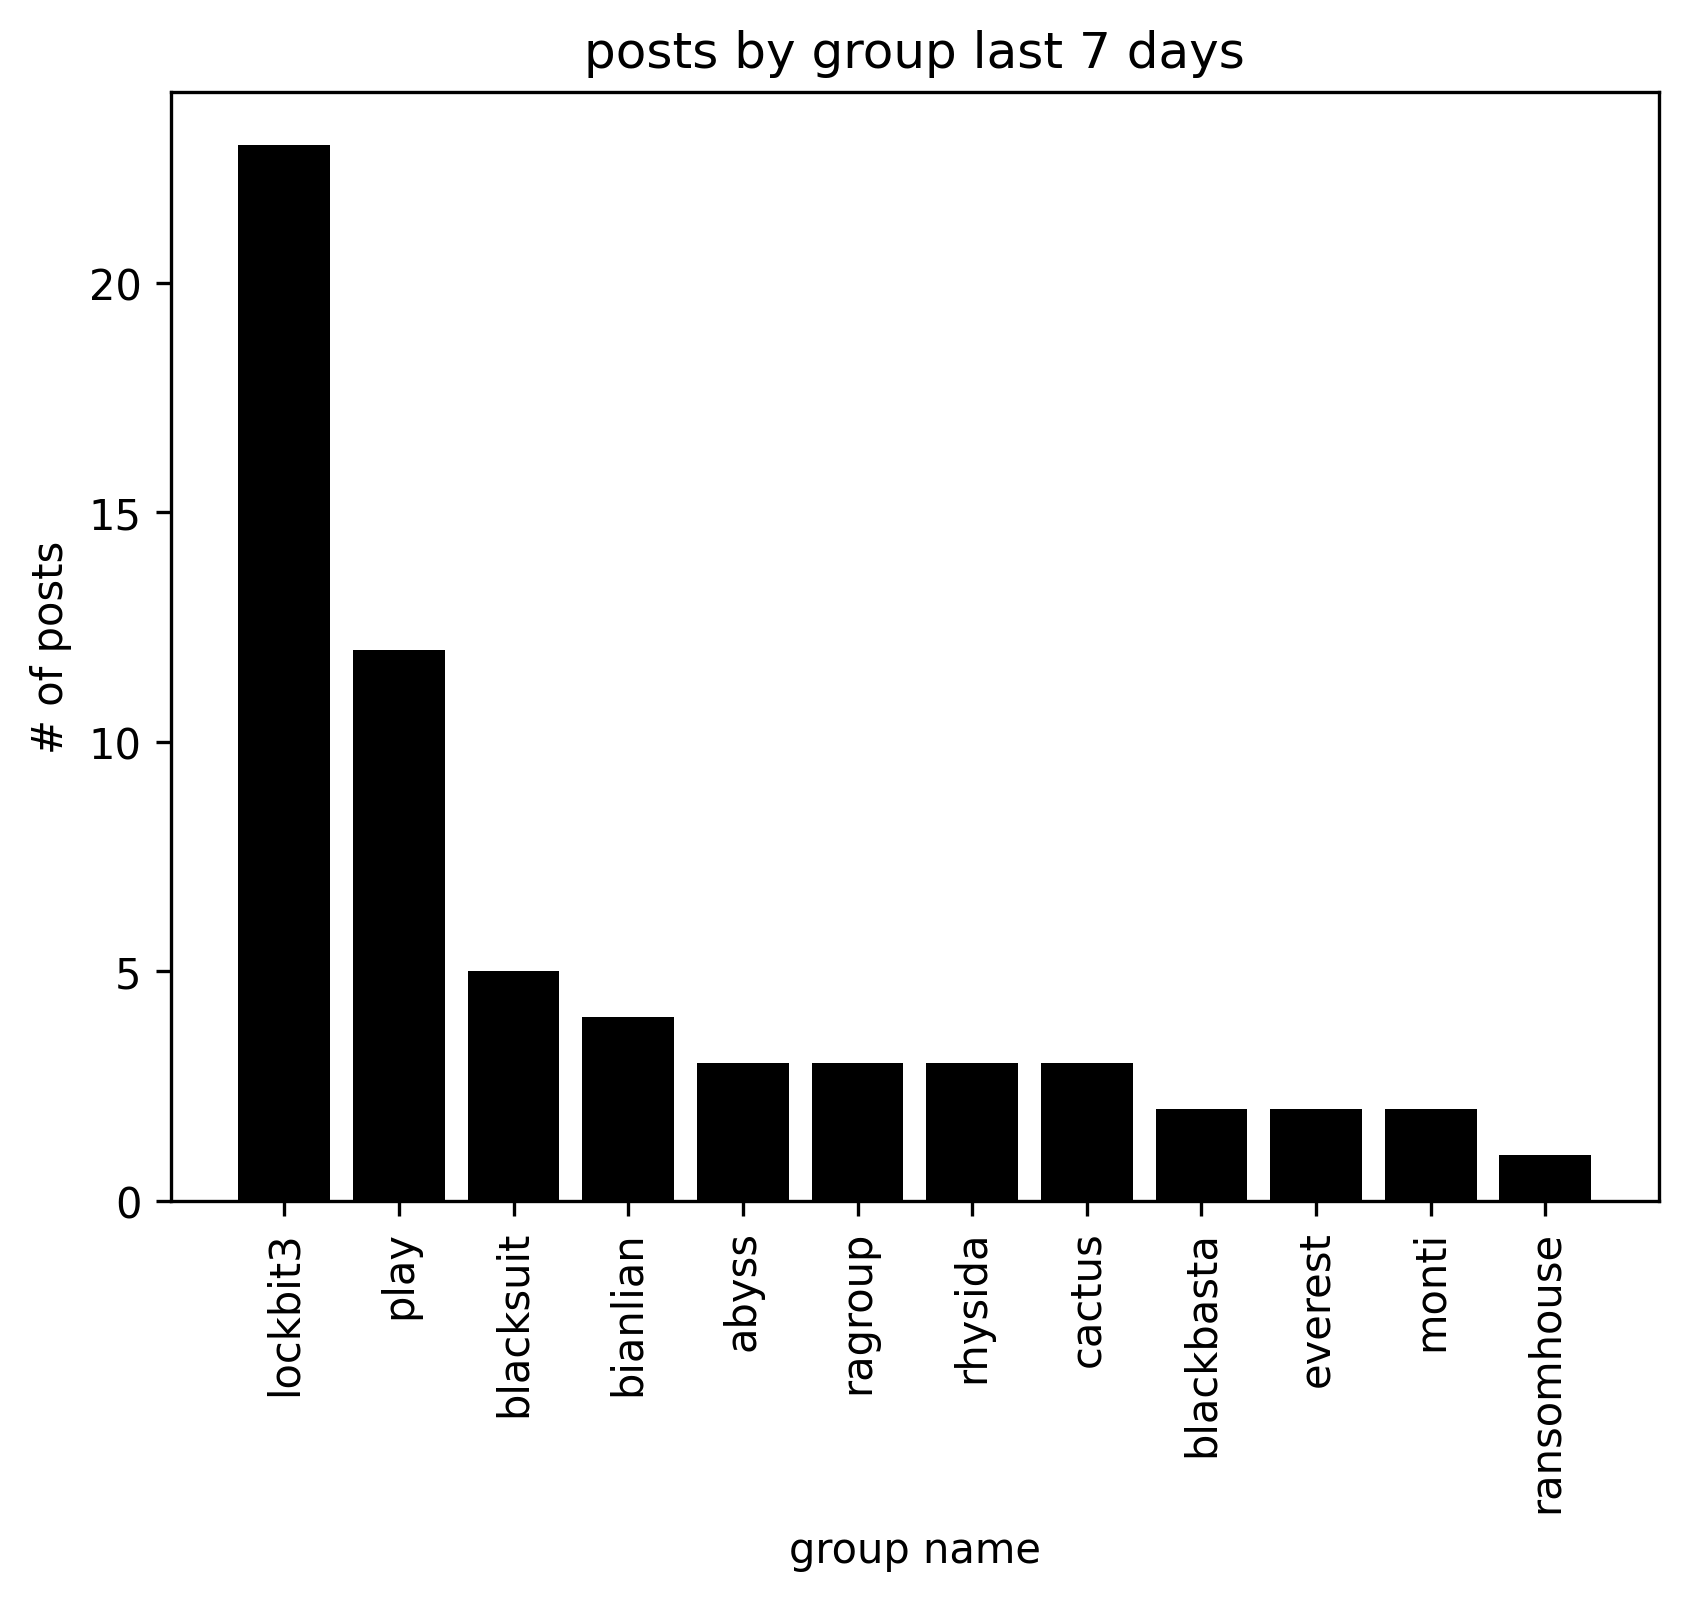 posts by group last 7 days
# of posts
20
15
10
5
0
lockbit3
play
blacksuit
bianlian
abyss
ragroup
rhysida
cactus
blackbasta
everest
monti
ransomhouse
group name